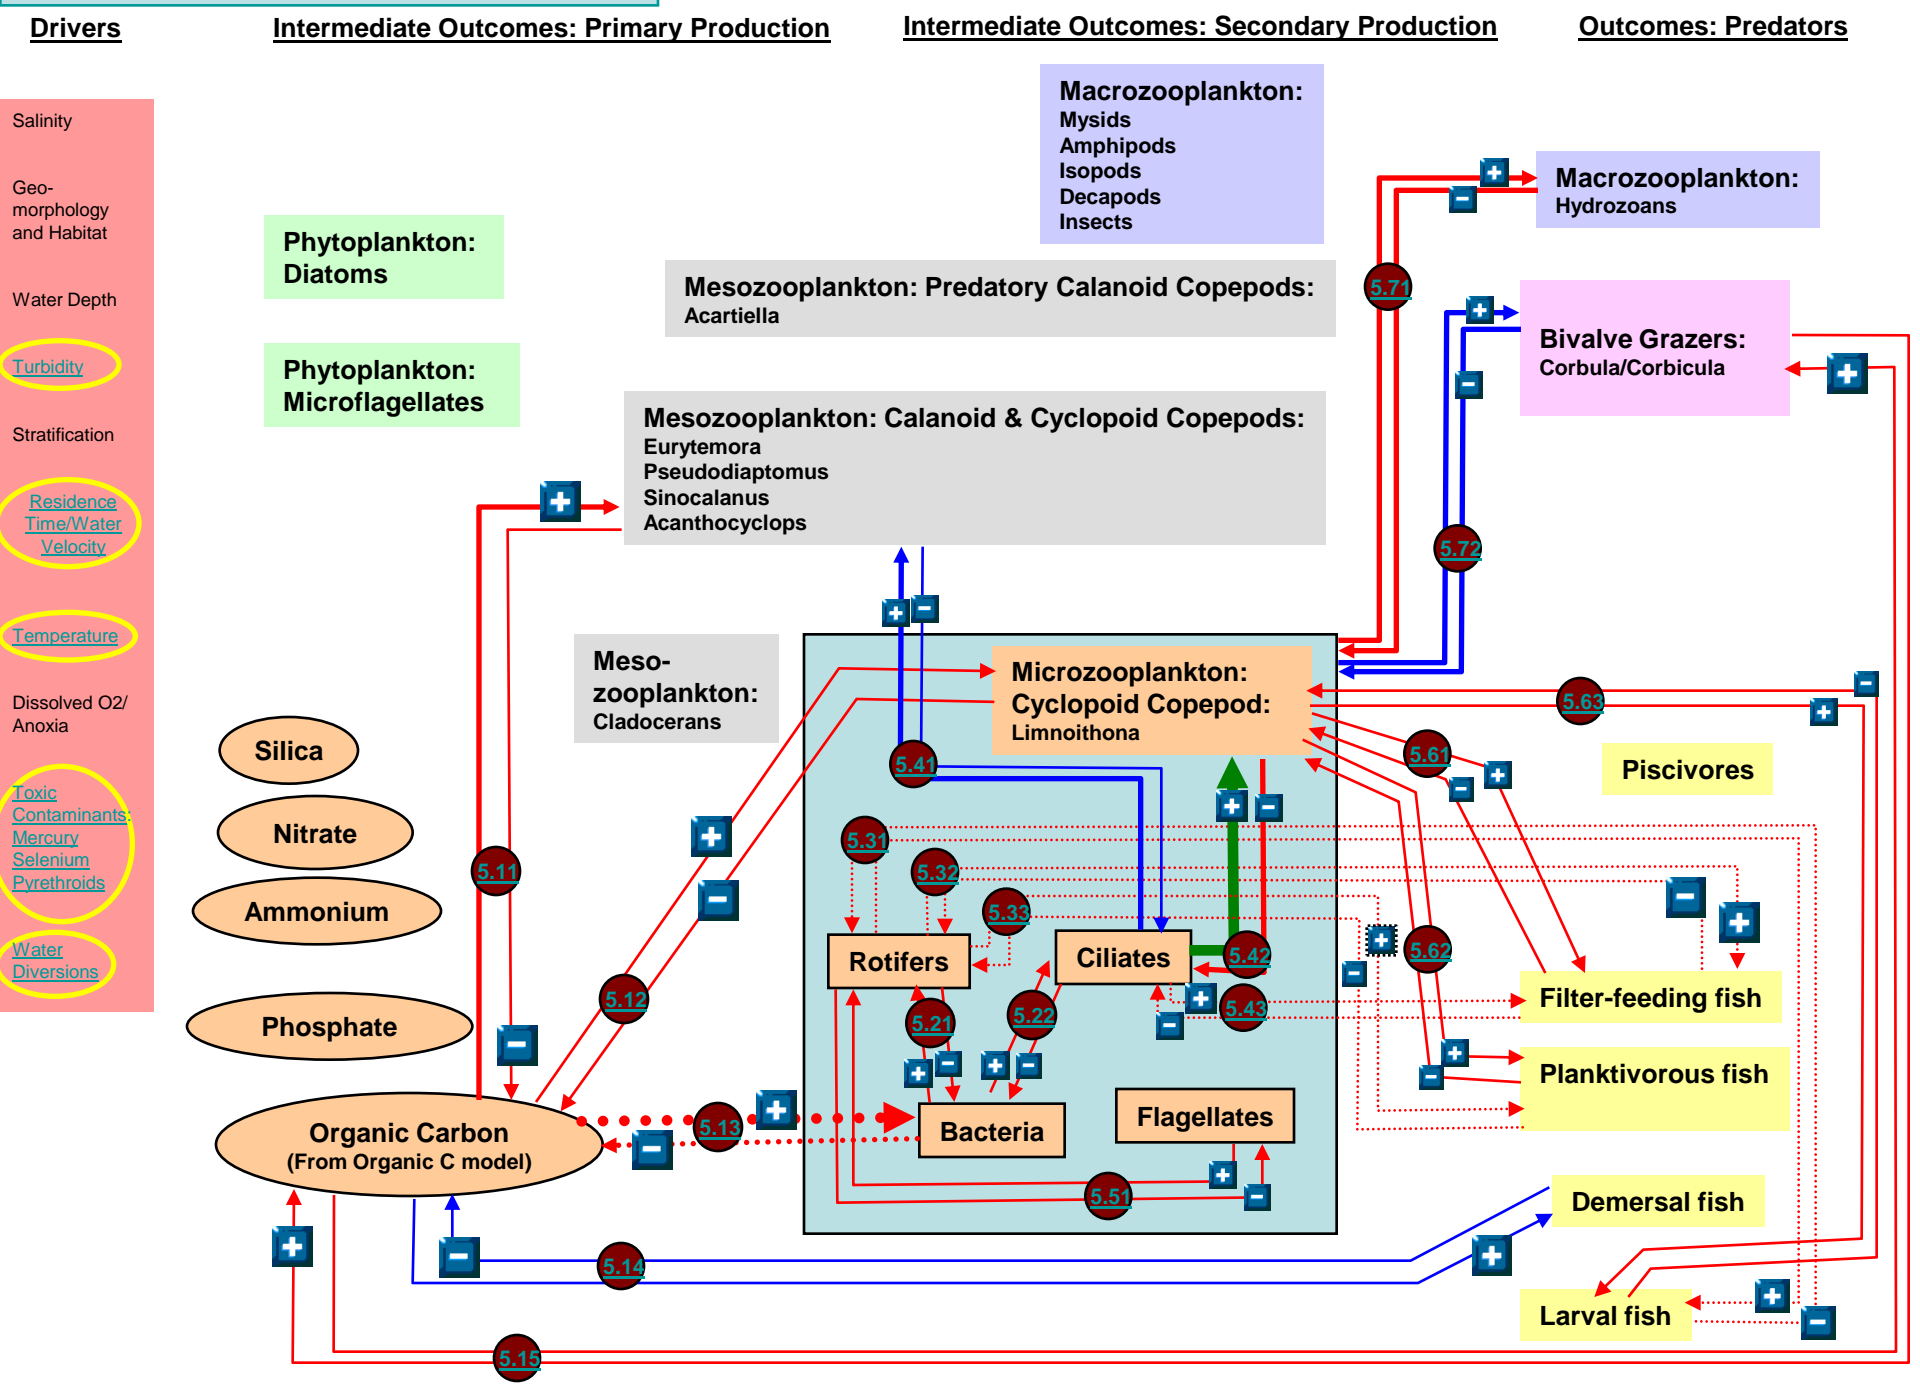 Drivers
Intermediate Outcomes: Primary Production
Intermediate Outcomes: Secondary Production
Outcomes: Predators
Salinity
Geo-
morphology
and Habitat
Water Depth
Turbidity
Stratification
Residence
Time/Water
Velocity
Temperature
Dissolved O2/
Anoxia
Toxic
Contaminants:
Mercury
Selenium
Pyrethroids
Water
Diversions
Phytoplankton:
Diatoms
Phytoplankton:
Microflagellates
Silica
Nitrate
Ammonium
Phosphate
Organic Carbon
(From Organic C model)
Macrozooplankton:
Mysids
Amphipods
Isopods
Decapods
Insects
Mesozooplankton: Predatory Calanoid Copepods:
Acartiella
Mesozooplankton: Calanoid & Cyclopoid Copepods:
Eurytemora
Pseudodiaptomus
Sinocalanus
Acanthocyclops
Meso-
zooplankton:
Cladocerans
Microzooplankton:
Cyclopoid Copepod:
Limnoithona
Rotifers
Ciliates
Bacteria
Flagellates
Macrozooplankton:
Hydrozoans
Bivalve Grazers:
Corbula/Corbicula
Piscivores
Filter-feeding fish
Planktivorous fish
Demersal fish
Larval fish
5.71
5.72
5.63
5.61
5.62
5.41
5.31
5.32
5.33
5.42
5.43
5.21
5.22
5.51
5.11
5.12
5.13
5.14
5.15